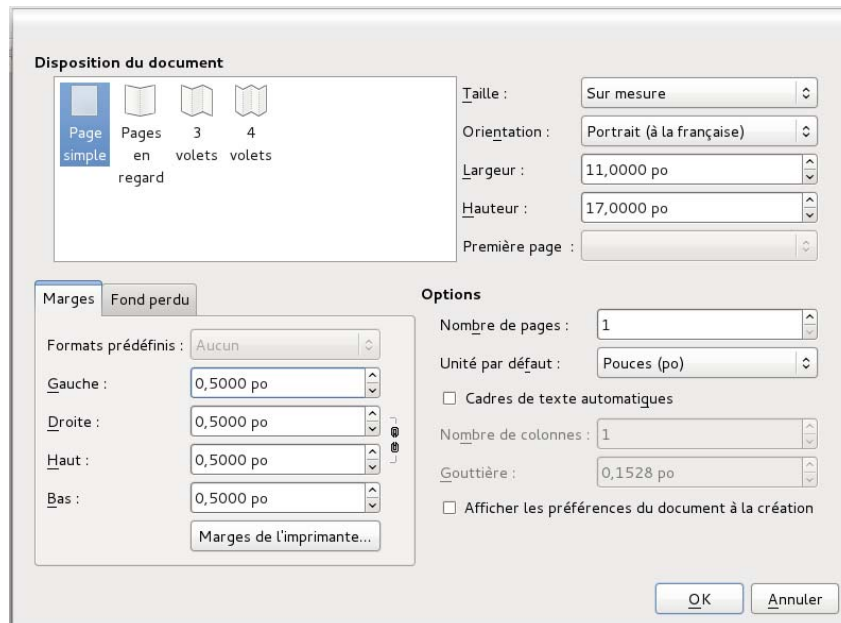 Disposition du document
Page simple
Pages en regard
3 volets
4 volets
Taille :
Sur mesure
Orientation :
Portrait (à la française)
Largeur :
11,0000 po
Hauteur :
17,0000 po
Première page :
Marges
Fond perdu
Formats prédéfinis :
Aucun
Gauche :
0,5000 po
Droite :
0,5000 po
Haut :
0,5000 po
Bas :
0,5000 po
Marges de l'imprimante...
Options
Nombre de pages :
1
Unité par défaut :
Pouces (po)
Cadres de texte automatiques
Nombre de colonnes :
1
Gouttière :
0,1528 po
Afficher les préférences du document à la création
OK
Annuler